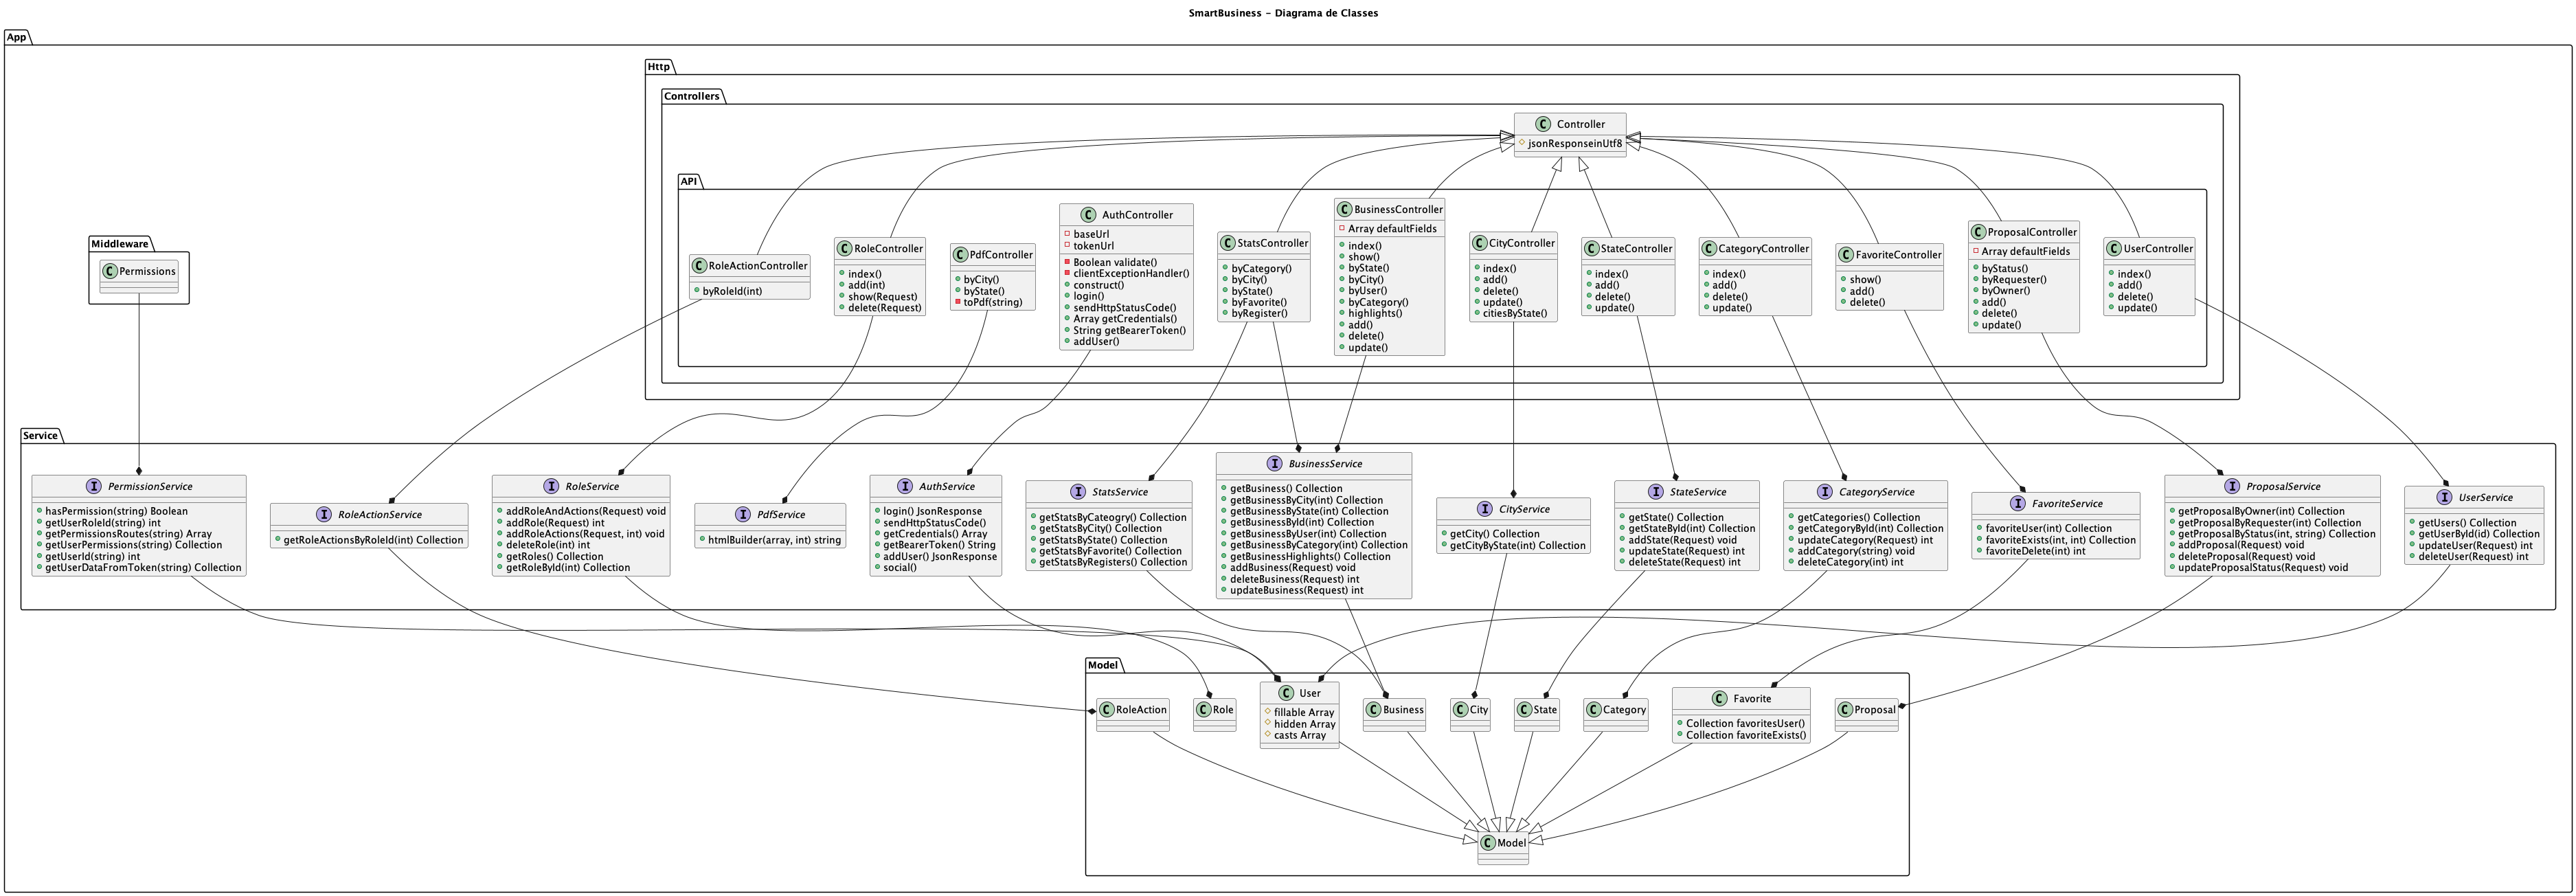 SmartBusiness - Diagrama de Classes
App
Http
Controllers
C Controller
jsonResponseinUtf8
API
C RoleActionController
byRoleId(int)
C RoleController
index()
add(int)
show(Request)
delete(Request)
C PdfController
byCity()
byState()
toPdf(string)
C AuthController
baseUrl
tokenUrl
Boolean validate()
clientExceptionHandler()
construct()
login()
sendHttpStatusCode()
Array getCredentials()
String getBearerToken()
addUser()
C StatsController
byCategory()
byCity()
byState()
byFavorite()
byRegister()
C BusinessController
Array defaultFields
index()
show()
byState()
byCity()
byUser()
byCategory()
highlights()
add()
delete()
update()
C CityController
index()
add()
delete()
update()
citiesByState()
C StateController
index()
add()
delete()
update()
C CategoryController
index()
add()
delete()
update()
C FavoriteController
show()
add()
delete()
C ProposalController
Array defaultFields
byStatus()
byRequester()
byOwner()
add()
delete()
update()
C UserController
index()
add()
delete()
update()
Middleware
C Permissions
Service
I PermissionService
hasPermission(string) Boolean
getUserRoleId(string) int
getPermissionsRoutes(string) Array
getUserPermissions(string) Collection
getUserId(string) int
getUserDataFromToken(string) Collection
I RoleActionService
getRoleActionsByRoleId(int) Collection
I RoleService
addRoleAndActions(Request) void
addRole(Request) int
addRoleActions(Request, int) void
deleteRole(int) int
getRoles() Collection
getRoleById(int) Collection
I PdfService
htmlBuilder(array, int) string
I AuthService
login() JsonResponse
sendHttpStatusCode()
getCredentials() Array
getBearerToken() String
addUser() JsonResponse
social()
I StatsService
getStatsByCateogry() Collection
getStatsByCity() Collection
getStatsByState() Collection
getStatsByFavorite() Collection
getStatsByRegisters() Collection
I BusinessService
getBusiness() Collection
getBusinessByCity(int) Collection
getBusinessByState(int) Collection
getBusinessById(int) Collection
getBusinessByUser(int) Collection
getBusinessByCategory(int) Collection
getBusinessHighlights() Collection
addBusiness(Request) void
deleteBusiness(Request) int
updateBusiness(Request) int
I CityService
getCity() Collection
getCityByState(int) Collection
I StateService
getState() Collection
getStateById(int) Collection
addState(Request) void
updateState(Request) int
deleteState(Request) int
I CategoryService
getCategories() Collection
getCategoryById(int) Collection
updateCategory(Request) int
addCategory(string) void
deleteCategory(int) int
I FavoriteService
favoriteUser(int) Collection
favoriteExists(int, int) Collection
favoriteDelete(int) int
I ProposalService
getProposalByOwner(int) Collection
getProposalByRequester(int) Collection
getProposalByStatus(int, string) Collection
addProposal(Request) void
deleteProposal(Request) void
updateProposalStatus(Request) void
I UserService
getUsers() Collection
getUserById(id) Collection
updateUser(Request) int
deleteUser(Request) int
Model
C RoleAction
C Role
C User
fillable Array
hidden Array
casts Array
C Business
C City
C State
C Category
C Favorite
Collection favoritesUser()
Collection favoriteExists()
C Proposal
C Model